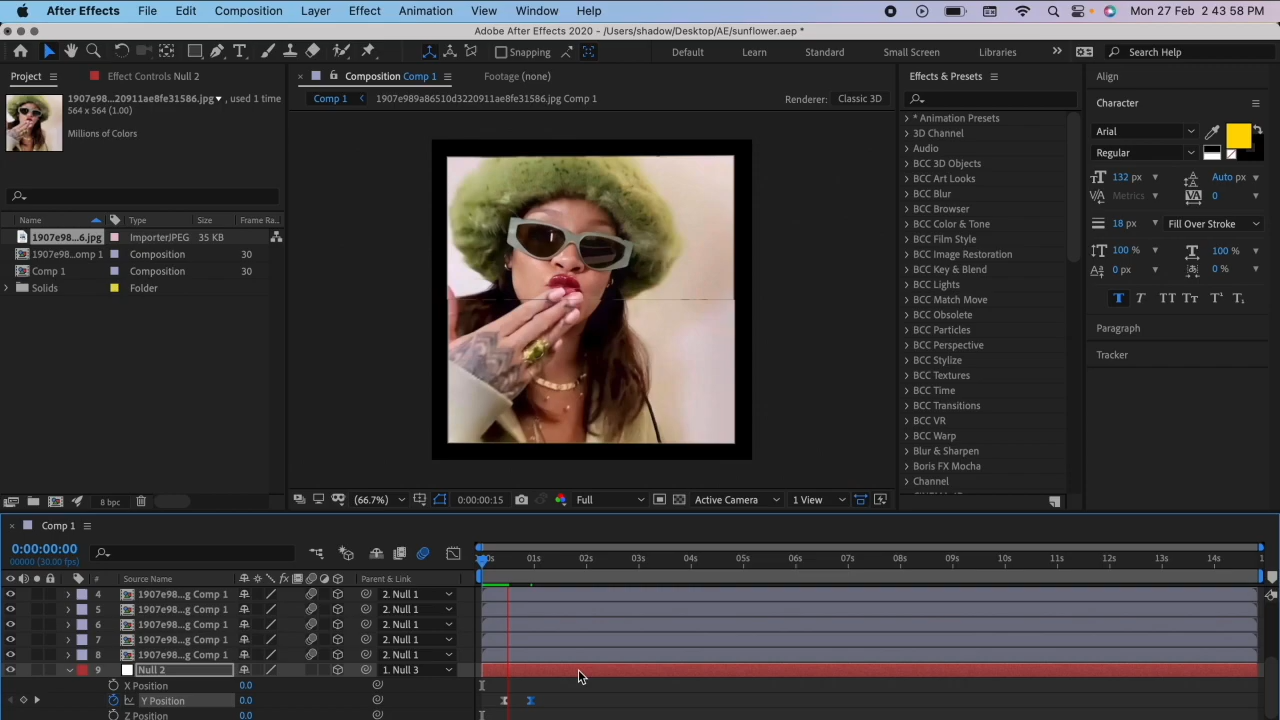 After Effects File Edit Composition Layer Effect Animation View Window Help Mon 27 Feb 2:43:58 PM
Adobe After Effects 2020 - /Users/shadow/Desktop/AE/sunflower.aep *
Snapping Default Learn Standard Small Screen Libraries Search Help
Project Effect Controls Null 2 Composition Comp 1 Footage (none) Effects & Presets Align
1907e98...20911ae8fe31586.jpg, used 1 time
564 x 564 (1.00)
Millions of Colors
Comp 1 1907e989a86510d3220911ae8fe31586.jpg Comp 1 Renderer: Classic 3D
Character
Arial
Regular
132 px Auto px
Metrics 0
18 px Fill Over Stroke
100 % 100 %
0 px 0 %
T T TT Tт T¹ T₁
Paragraph
Tracker
* Animation Presets
3D Channel
Audio
BCC 3D Objects
BCC Art Looks
BCC Blur
BCC Browser
BCC Color & Tone
BCC Film Style
BCC Image Restoration
BCC Key & Blend
BCC Lights
BCC Match Move
BCC Obsolete
BCC Particles
BCC Perspective
BCC Stylize
BCC Textures
BCC Time
BCC Transitions
BCC VR
BCC Warp
Blur & Sharpen
Boris FX Mocha
Channel
Name Type Size Frame Ra...
1907e98...6.jpg ImporterJPEG 35 KB
1907e98...omp 1 Composition 30
Comp 1 Composition 30
Solids Folder
8 bpc
(66.7%) 0:00:00:15 Full Active Camera 1 View
Comp 1
0:00:00:00
00000 (30.00 fps)
01s 02s 03s 04s 05s 06s 07s 08s 09s 10s 11s 12s 13s 14s
# Source Name Parent & Link
4 1907e98...g Comp 1 2. Null 1
5 1907e98...g Comp 1 2. Null 1
6 1907e98...g Comp 1 2. Null 1
7 1907e98...g Comp 1 2. Null 1
8 1907e98...g Comp 1 2. Null 1
9 Null 2 1. Null 3
X Position 0.0
Y Position 0.0
Z Position 0.0